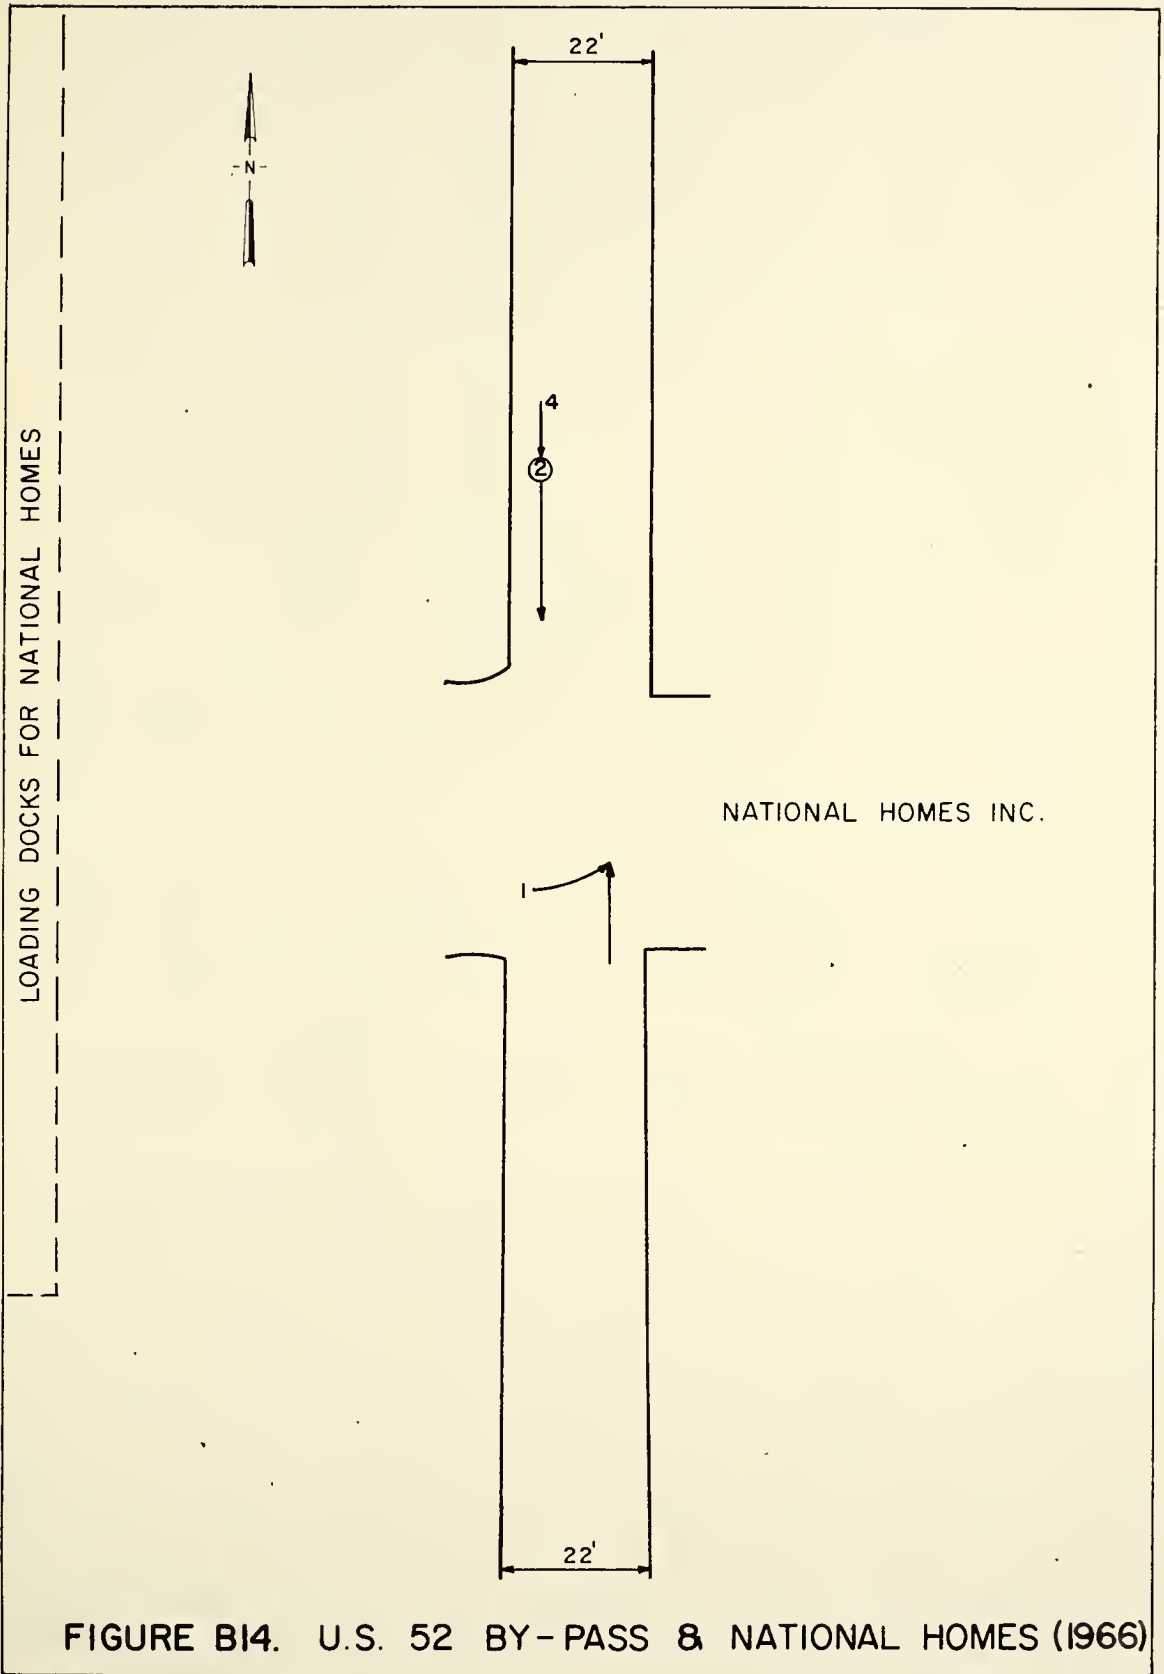 22'
-N-
4
2
LOADING DOCKS FOR NATIONAL HOMES
NATIONAL HOMES INC.
1
22'
FIGURE B14. U.S. 52 BY-PASS & NATIONAL HOMES (1966)